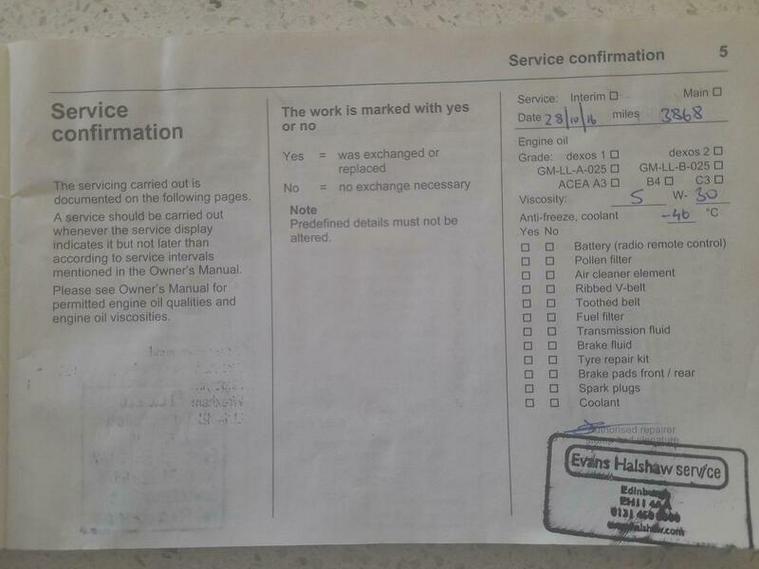 Service confirmation 5
Service
confirmation
The servicing carried out is
documented on the following pages.
A service should be carried out
whenever the service display
indicates it but not later than
according to service intervals
mentioned in the Owner's Manual.
Please see Owner's Manual for
permitted engine oil qualities and
engine oil viscosities.
The work is marked with yes
or no
Yes = was exchanged or
replaced
No = no exchange necessary
Note
Predefined details must not be
altered.
Service: Interim ☐ Main ☐
Date 28/10/16 miles 3868
Engine oil
Grade: dexos 1 ☐ dexos 2 ☐
GM-LL-A-025 ☐ GM-LL-B-025 ☐
ACEA A3 ☐ B4 ☐ C3 ☐
Viscosity: 5 W- 30
Anti-freeze, coolant -46 °C
Yes No
☐ ☐ Battery (radio remote control)
☐ ☐ Pollen filter
☐ ☐ Air cleaner element
☐ ☐ Ribbed V-belt
☐ ☐ Toothed belt
☐ ☐ Fuel filter
☐ ☐ Transmission fluid
☐ ☐ Brake fluid
☐ ☐ Tyre repair kit
☐ ☐ Brake pads front / rear
☐ ☐ Spark plugs
☐ ☐ Coolant
Authorised repairer
Evans Halshaw service
Edinburgh
EH11
0131